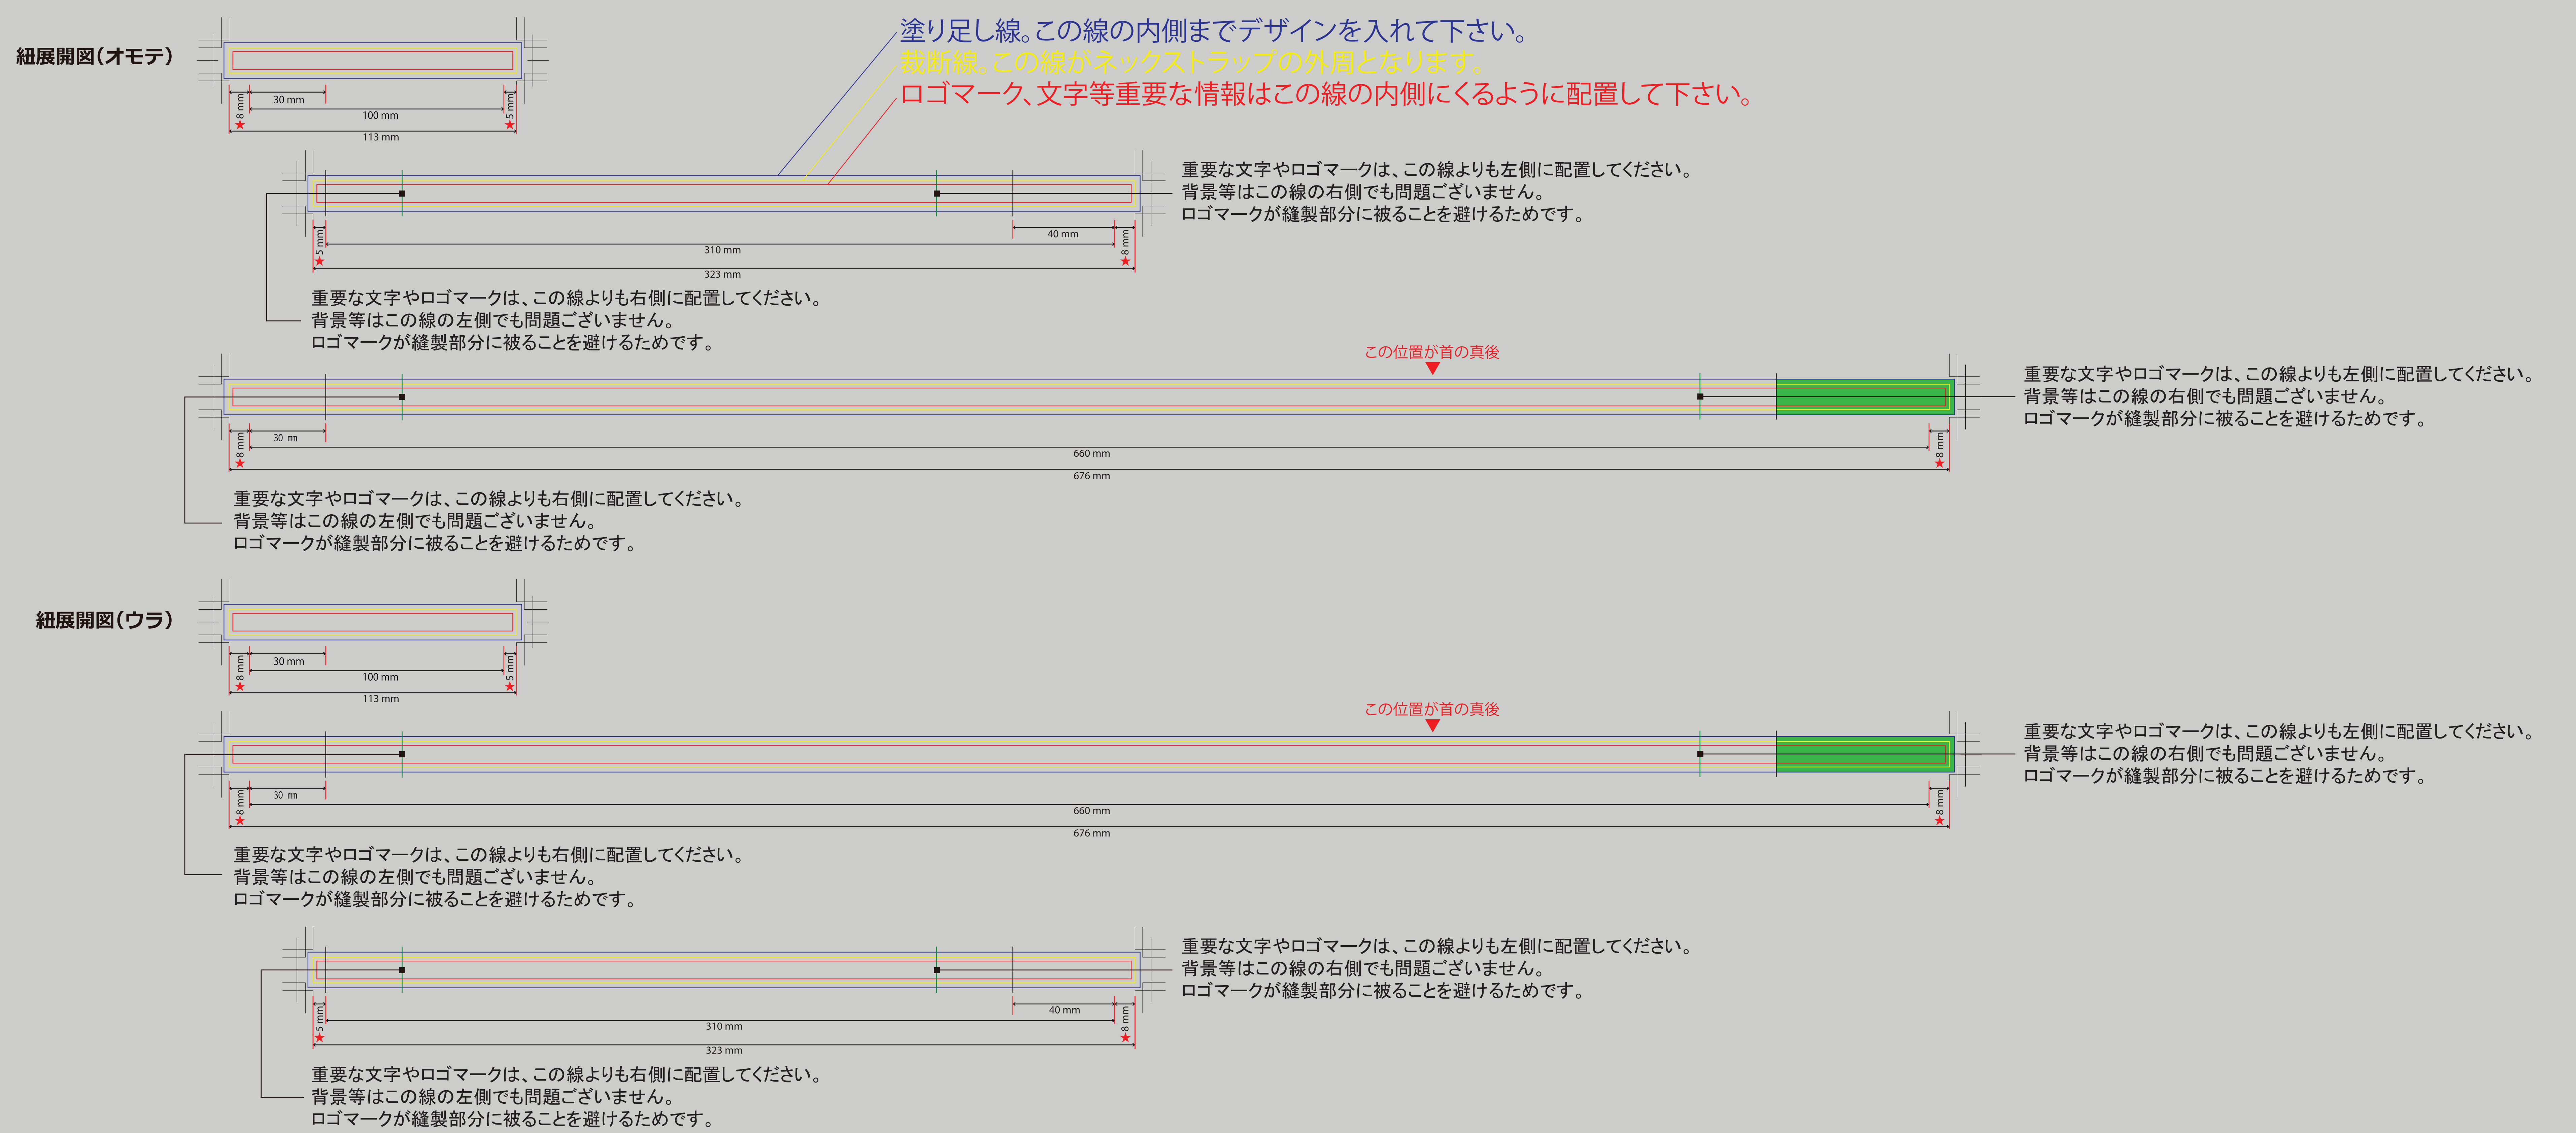 塗り足し線。この線の内側までデザインを入れて下さい。
紐展開図(オモテ)
裁断線。この線がネックストラップの外周となります。
ロゴマーク、文字等重要な情報はこの線の内側にくるように配置して下さい。
8 mm
30 mm
5 mm
100 mm
★
★
113 mm
重要な文字やロゴマークは、この線よりも左側に配置してください。
背景等はこの線の右側でも問題ございません。
ロゴマークが縫製部分に被ることを避けるためです。
5 mm
40 mm
8 mm
310 mm
★
★
323 mm
重要な文字やロゴマークは、この線よりも右側に配置してください。
背景等はこの線の左側でも問題ございません。
ロゴマークが縫製部分に被ることを避けるためです。
この位置が首の真後
▼
重要な文字やロゴマークは、この線よりも左側に配置してください。
背景等はこの線の右側でも問題ございません。
ロゴマークが縫製部分に被ることを避けるためです。
8 mm
30 mm
8 mm
660 mm
★
★
676 mm
重要な文字やロゴマークは、この線よりも右側に配置してください。
背景等はこの線の左側でも問題ございません。
ロゴマークが縫製部分に被ることを避けるためです。
紐展開図(ウラ)
8 mm
30 mm
5 mm
100 mm
★
★
113 mm
この位置が首の真後
▼
重要な文字やロゴマークは、この線よりも左側に配置してください。
背景等はこの線の右側でも問題ございません。
ロゴマークが縫製部分に被ることを避けるためです。
8 mm
30 mm
8 mm
660 mm
★
★
676 mm
重要な文字やロゴマークは、この線よりも右側に配置してください。
背景等はこの線の左側でも問題ございません。
ロゴマークが縫製部分に被ることを避けるためです。
重要な文字やロゴマークは、この線よりも左側に配置してください。
背景等はこの線の右側でも問題ございません。
ロゴマークが縫製部分に被ることを避けるためです。
5 mm
40 mm
8 mm
310 mm
★
★
323 mm
重要な文字やロゴマークは、この線よりも右側に配置してください。
背景等はこの線の左側でも問題ございません。
ロゴマークが縫製部分に被ることを避けるためです。